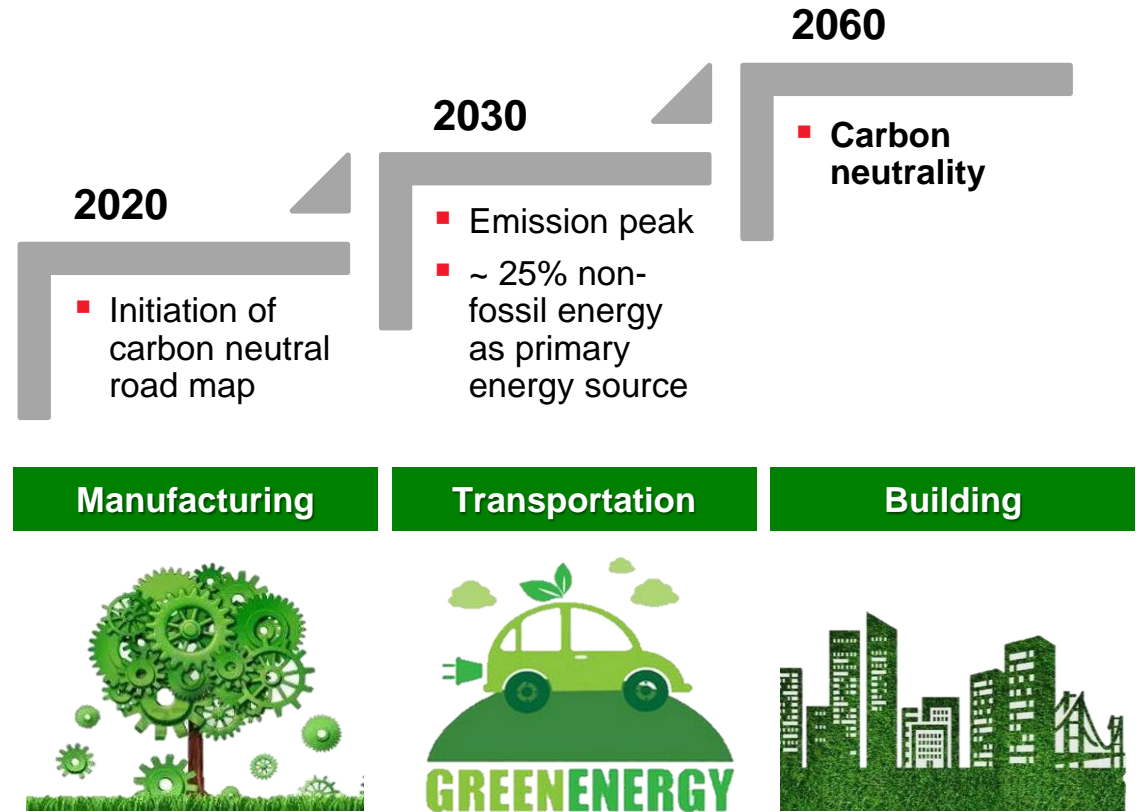 2020
Initiation of
carbon neutral
road map
2030
Emission peak
~ 25% non-
fossil energy
as primary
energy source
2060
Carbon
neutrality
Manufacturing
Transportation
Building
GREENENERGY